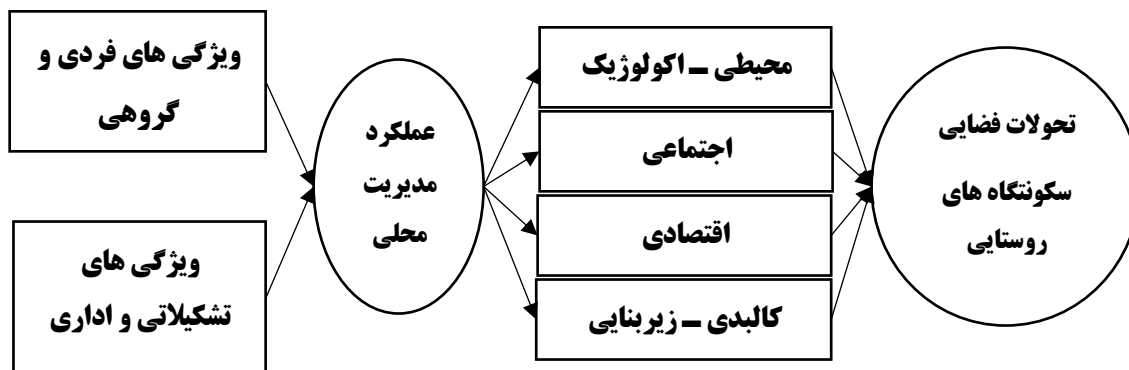 ویژگی های فردی و
گروهی
ویژگی های
تشکیلاتی و اداری
عملکرد
مدیریت
محلی
محیطی – اکولوژیک
اجتماعی
اقتصادی
کالبدی – زیربنایی
تحولات فضایی
سکونتگاه های
روستایی